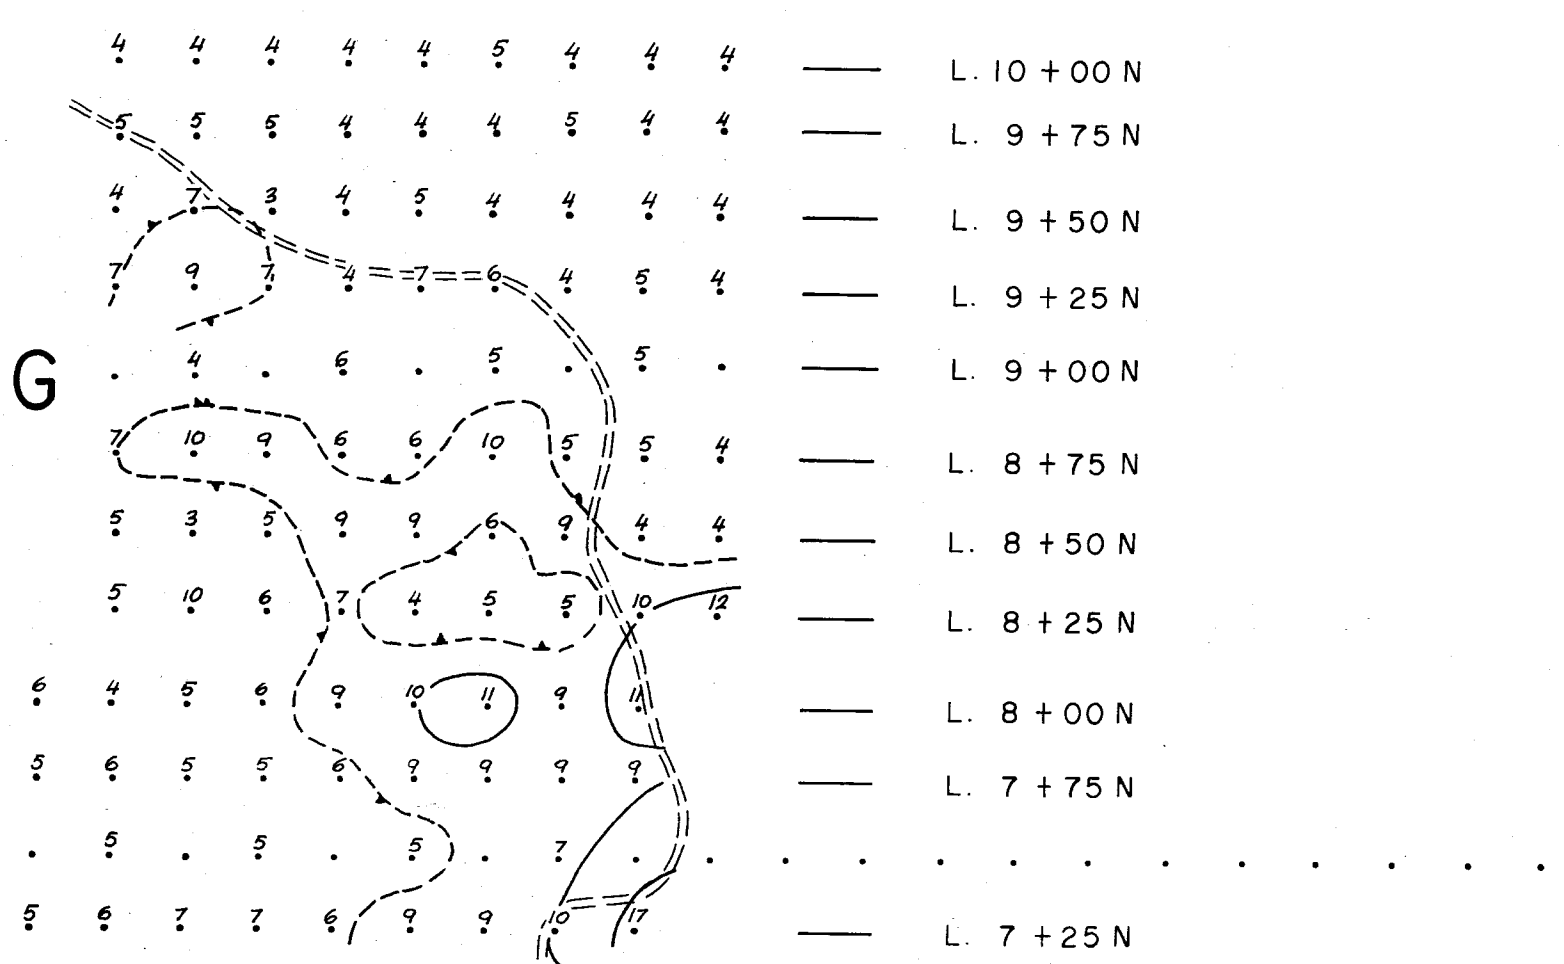 4 4 4 4 4 5 4 4 4 L. 10 + 00 N
5 5 5 4 4 4 5 4 4 L. 9 + 75 N
4 7 3 4 5 4 4 4 4 L. 9 + 50 N
7 9 7 4 7 6 4 5 4 L. 9 + 25 N
G 4 6 5 5 L. 9 + 00 N
7 10 9 6 6 10 5 5 4 L. 8 + 75 N
5 3 5 9 9 6 9 4 4 L. 8 + 50 N
5 10 6 7 4 5 5 10 12 L. 8 + 25 N
6 4 5 6 9 10 11 9 11 L. 8 + 00 N
5 6 5 5 6 9 9 9 9 L. 7 + 75 N
5 5 5 7
5 6 7 7 6 9 9 10 17 L. 7 + 25 N